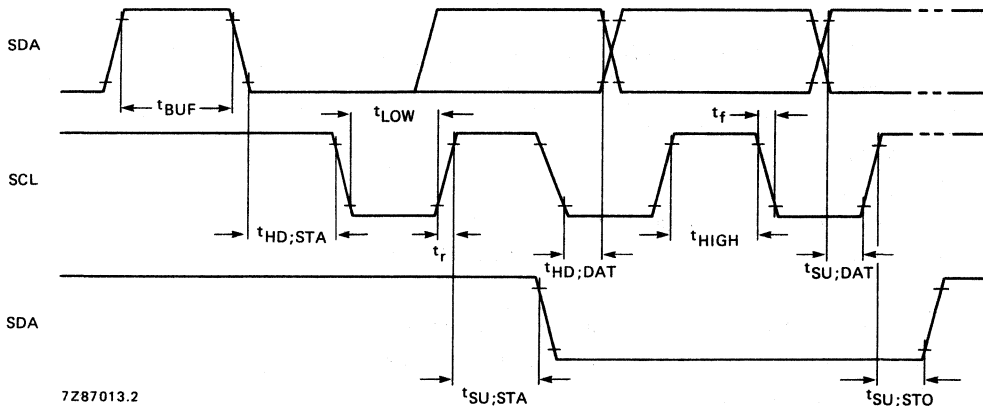 SDA
tBUF
tLOW
tf
SCL
tHD;STA
tr
tHD;DAT
tHIGH
tSU;DAT
SDA
7Z87013.2
tSU;STA
tSU;STO